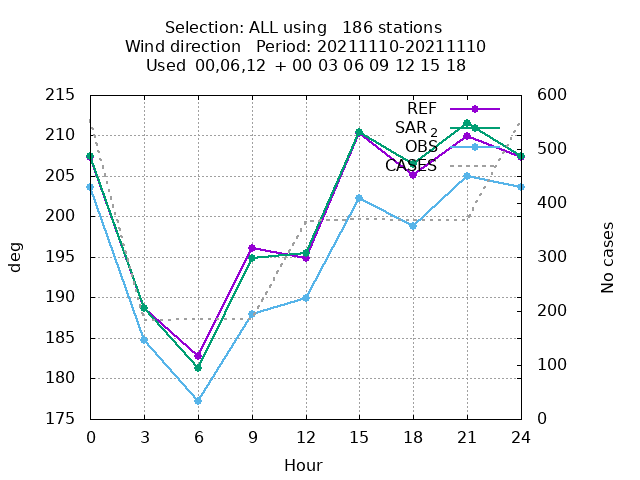 Selection: ALL using   186 stations
Wind direction   Period: 20211110-20211110
Used  00,06,12  + 00 03 06 09 12 15 18
215 600
REF
210 SAR 2
OBS 500
CASES
205
200 400
195 300
190
185 200
180 100
175 0
0 3 6 9 12 15 18 21 24
Hour
deg
No cases